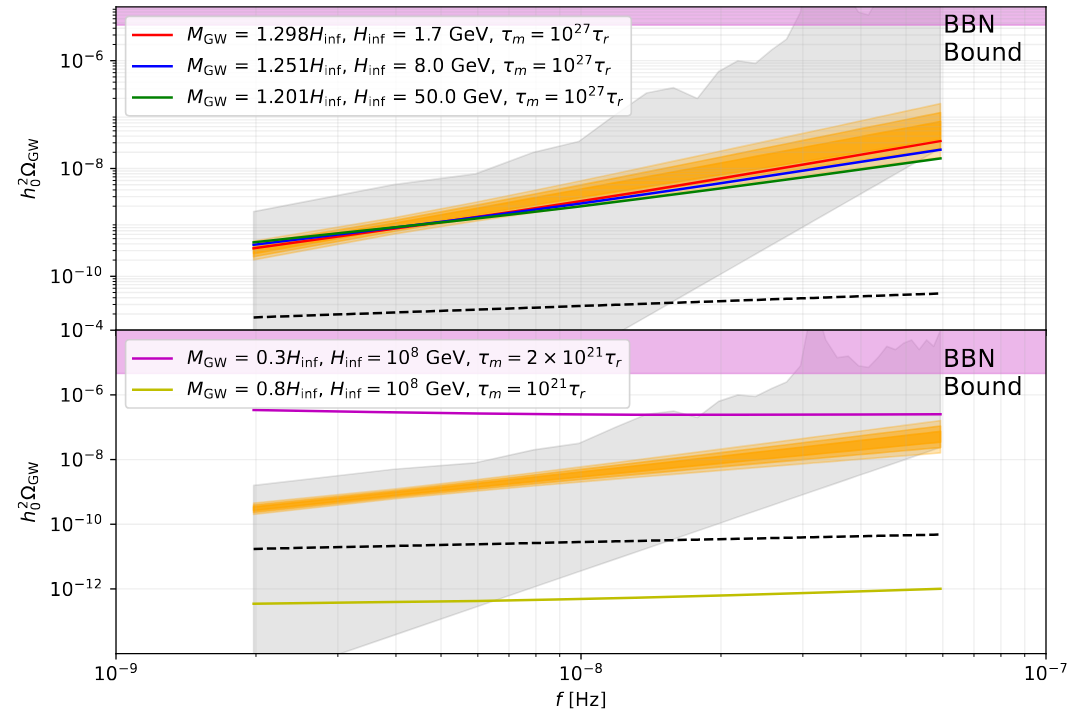 M_GW = 1.298H_inf, H_inf = 1.7 GeV, τ_m = 10^27 τ_r
M_GW = 1.251H_inf, H_inf = 8.0 GeV, τ_m = 10^27 τ_r
M_GW = 1.201H_inf, H_inf = 50.0 GeV, τ_m = 10^27 τ_r
BBN
Bound
10^−6
10^−8
10^−10
10^−4
h_0^2 Ω_GW
M_GW = 0.3H_inf, H_inf = 10^8 GeV, τ_m = 2 × 10^21 τ_r
M_GW = 0.8H_inf, H_inf = 10^8 GeV, τ_m = 10^21 τ_r
BBN
Bound
10^−6
10^−8
10^−10
10^−12
h_0^2 Ω_GW
10^−9
10^−8
10^−7
f [Hz]